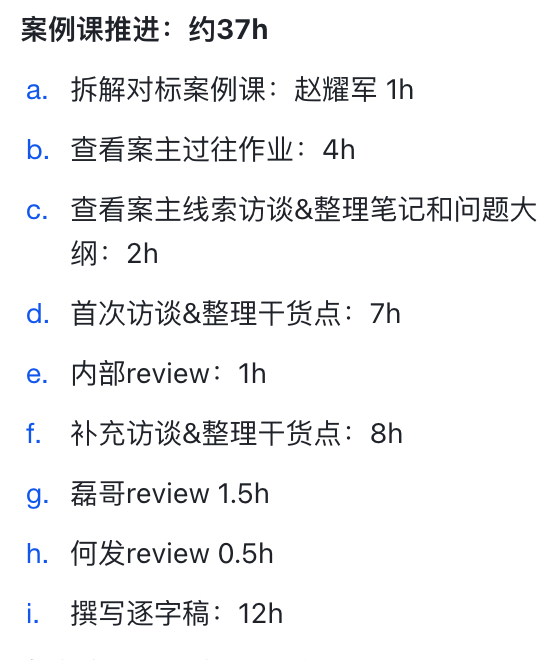 案例课推进：约37h
a. 拆解对标案例课：赵耀军 1h
b. 查看案主过往作业：4h
c. 查看案主线索访谈&整理笔记和问题大
纲：2h
d. 首次访谈&整理干货点：7h
e. 内部review：1h
f. 补充访谈&整理干货点：8h
g. 磊哥review 1.5h
h. 何发review 0.5h
i. 撰写逐字稿：12h